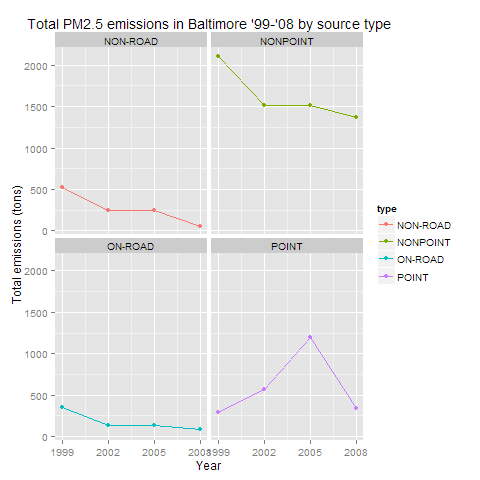 Total PM2.5 emissions in Baltimore '99-'08 by source type
NON-ROAD
NONPOINT
2000
1500
1000
500
0
ON-ROAD
POINT
2000
1500
1000
500
0
1999 2002 2005 2008
1999 2002 2005 2008
Year
Total emissions (tons)
type
NON-ROAD
NONPOINT
ON-ROAD
POINT